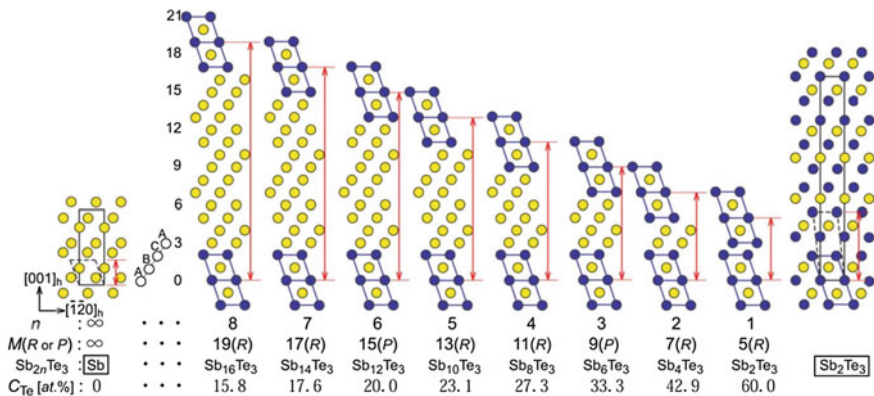 21
18
15
12
9
6
3
0
A
B
C
A
[001]h
[1̄20]h
n ∞ · · · 8 7 6 5 4 3 2 1
M(R or P) ∞ · · · 19(R) 17(R) 15(P) 13(R) 11(R) 9(P) 7(R) 5(R)
Sb2nTe3 Sb · · · Sb16Te3 Sb14Te3 Sb12Te3 Sb10Te3 Sb8Te3 Sb6Te3 Sb4Te3 Sb2Te3 Sb2Te3
CTe [at.%] 0 · · · 15.8 17.6 20.0 23.1 27.3 33.3 42.9 60.0